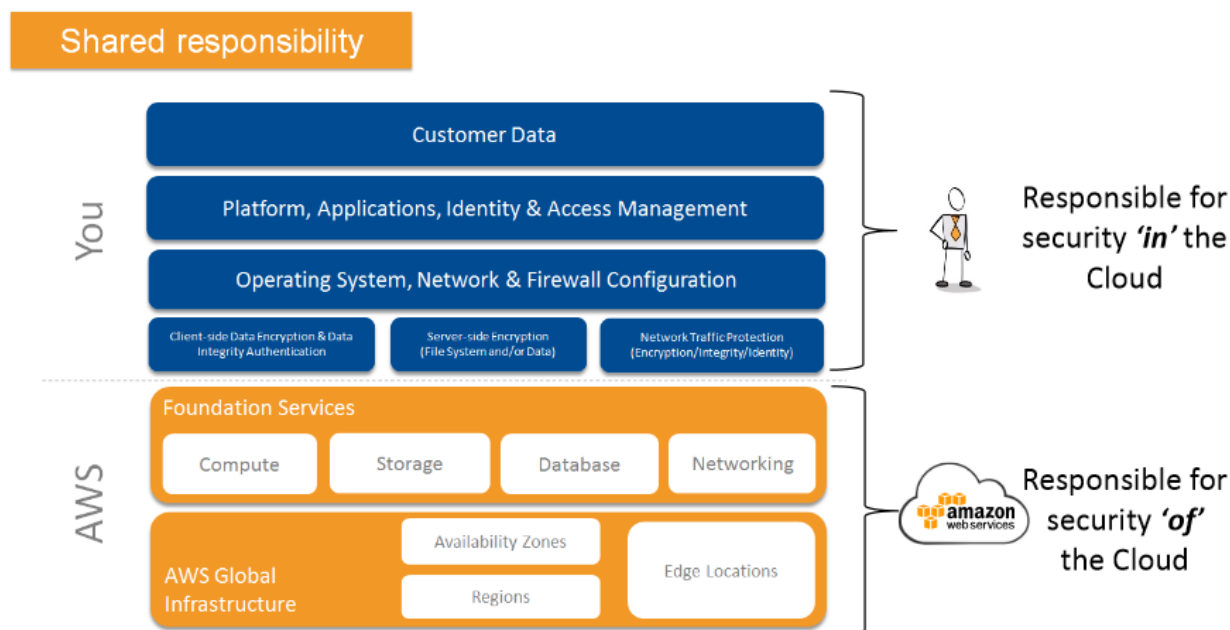 Shared responsibility
You
Customer Data
Platform, Applications, Identity & Access Management
Operating System, Network & Firewall Configuration
Client-side Data Encryption & Data
Integrity Authentication
Server-side Encryption
(File System and/or Data)
Network Traffic Protection
(Encryption/Integrity/Identity)
Responsible for
security ‘in’ the
Cloud
AWS
Foundation Services
Compute
Storage
Database
Networking
AWS Global
Infrastructure
Availability Zones
Regions
Edge Locations
amazon
web services
Responsible for
security ‘of’
the Cloud